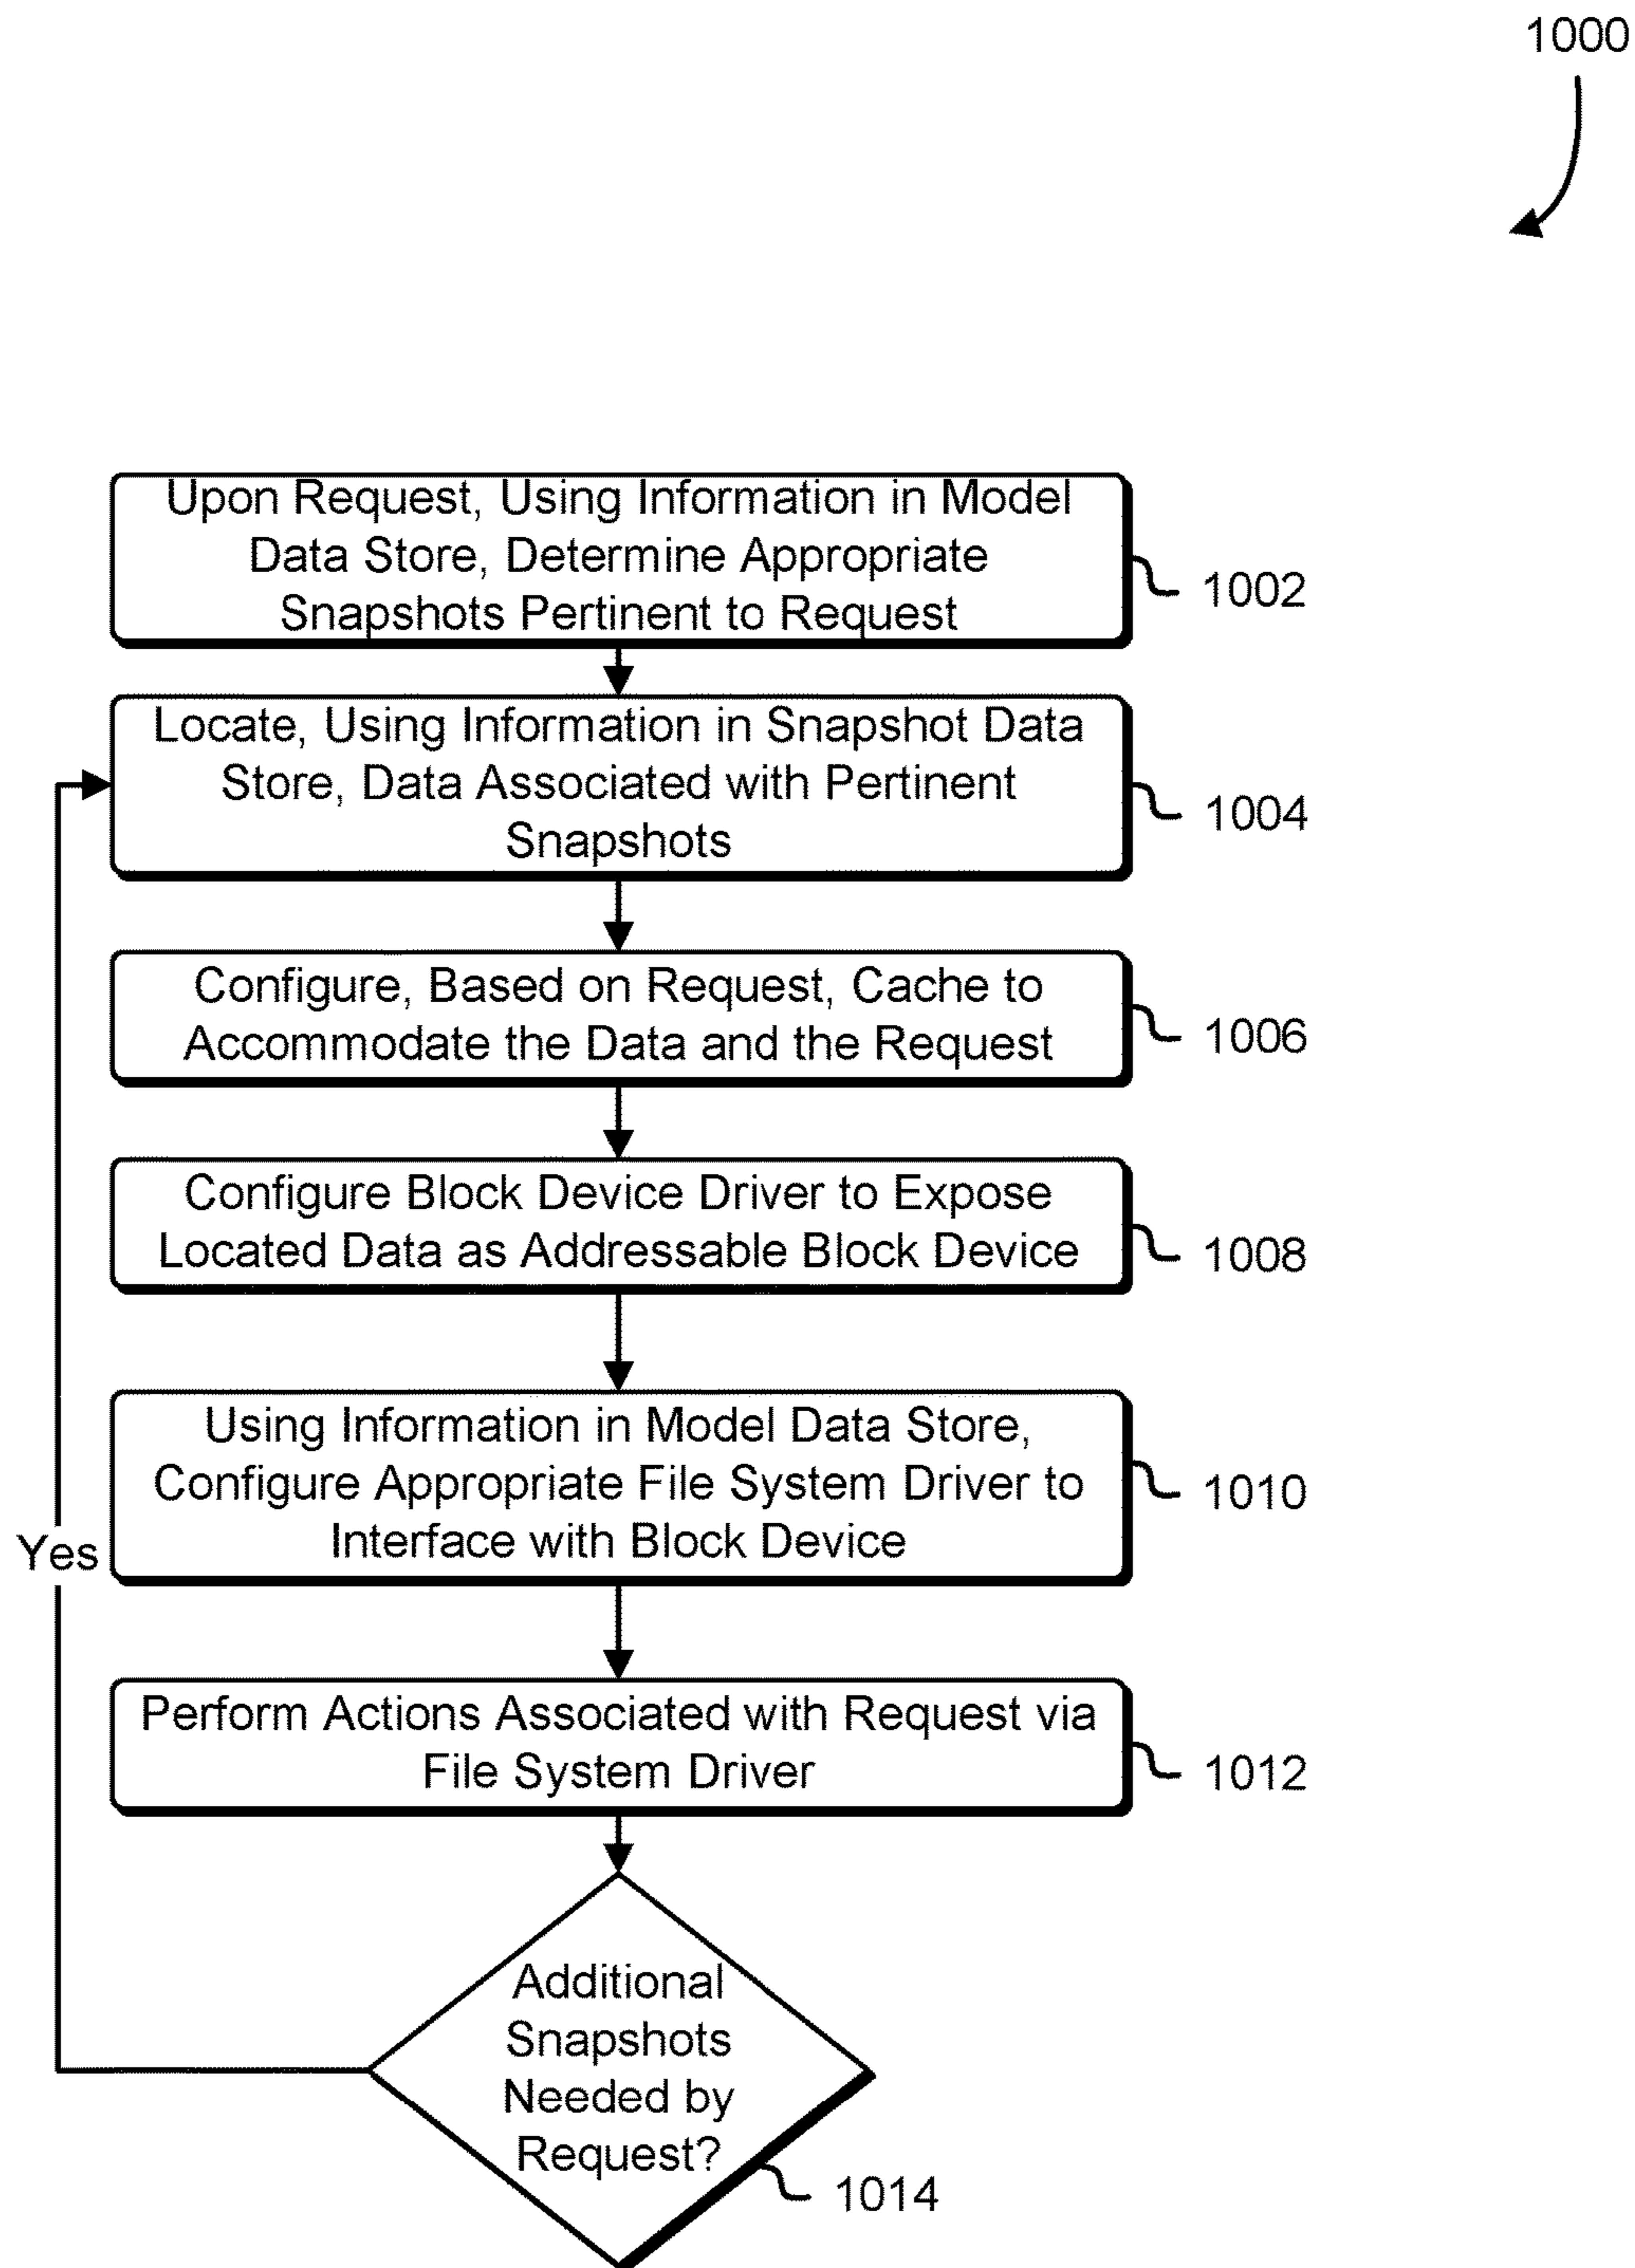 1000
Upon Request, Using Information in Model
Data Store, Determine Appropriate
Snapshots Pertinent to Request
1002
Locate, Using Information in Snapshot Data
Store, Data Associated with Pertinent
Snapshots
1004
Configure, Based on Request, Cache to
Accommodate the Data and the Request
1006
Configure Block Device Driver to Expose
Located Data as Addressable Block Device
1008
Using Information in Model Data Store,
Configure Appropriate File System Driver to
Interface with Block Device
1010
Yes
Perform Actions Associated with Request via
File System Driver
1012
Additional
Snapshots
Needed by
Request?
1014